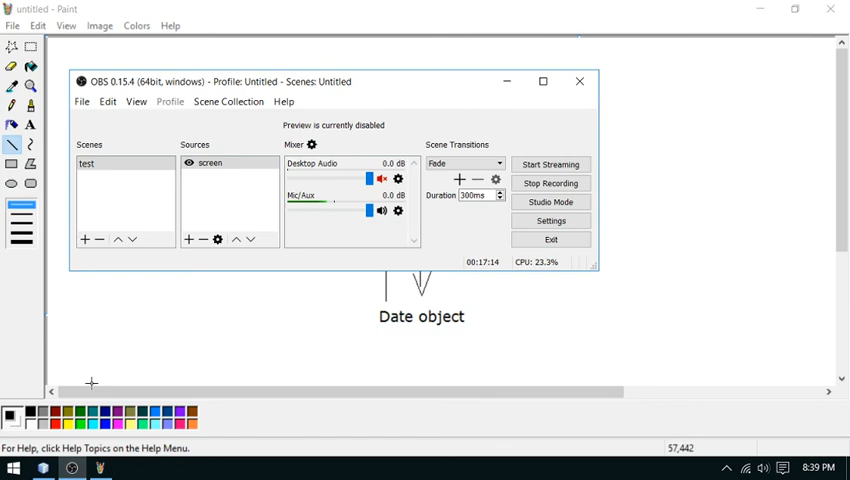 untitled - Paint
File Edit View Image Colors Help
OBS 0.15.4 (64bit, windows) - Profile: Untitled - Scenes: Untitled
File Edit View Profile Scene Collection Help
Preview is currently disabled
Scenes Sources Mixer Scene Transitions
test screen Desktop Audio 0.0 dB Fade Start Streaming
Stop Recording
Mic/Aux 0.0 dB Duration 300ms
Studio Mode
Settings
Exit
00:17:14 CPU: 23.3%
Date object
A
For Help, click Help Topics on the Help Menu. 57,442
8:39 PM